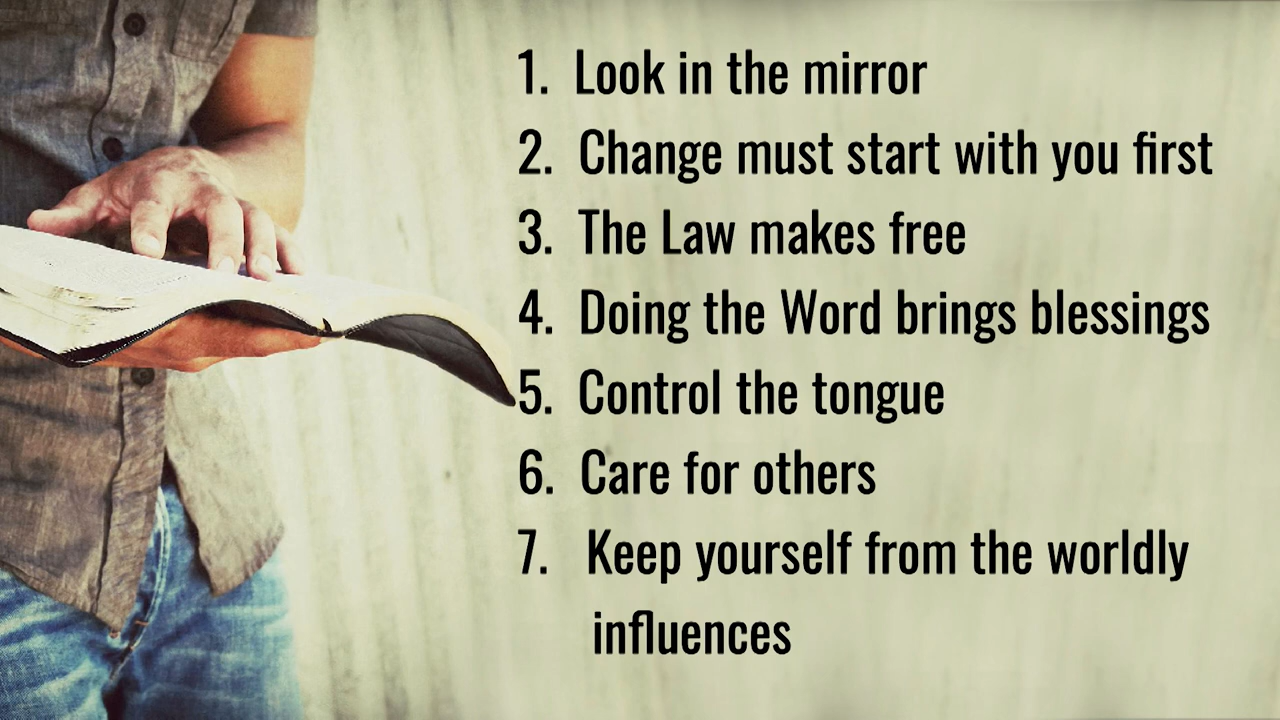 1. Look in the mirror
2. Change must start with you first
3. The Law makes free
4. Doing the Word brings blessings
5. Control the tongue
6. Care for others
7. Keep yourself from the worldly
influences